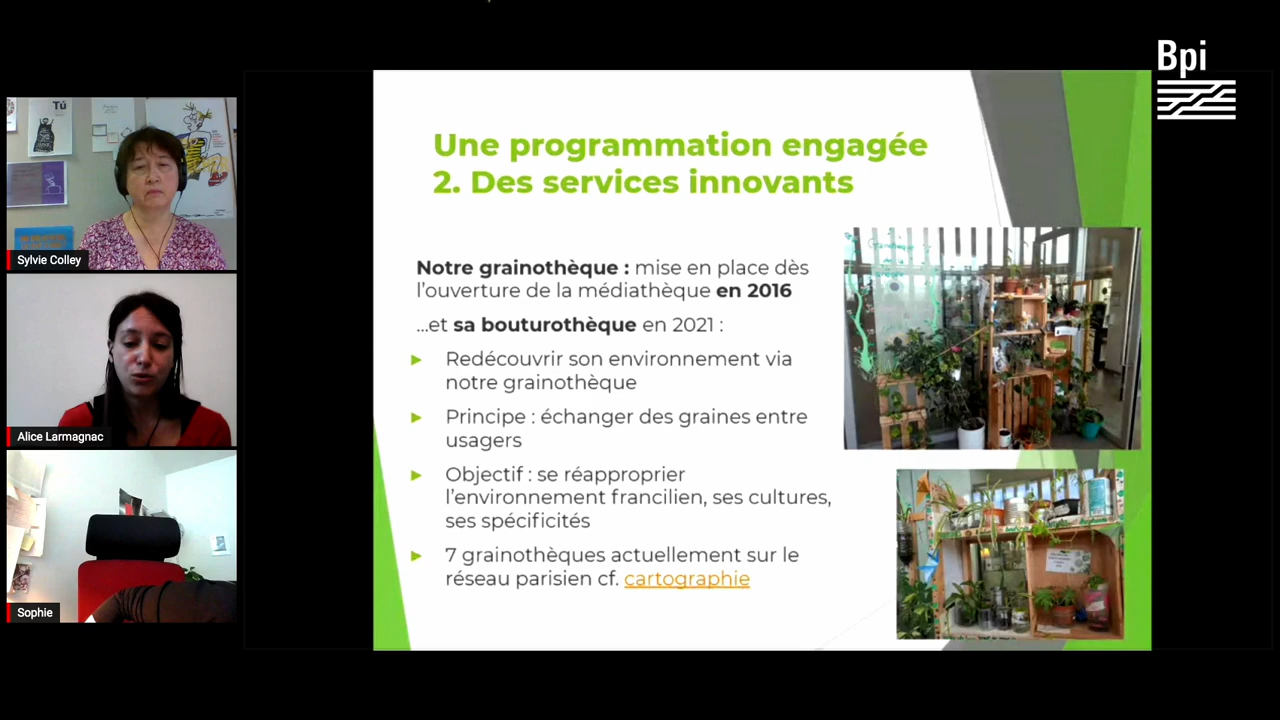 Bpi
Tú
Sylvie Colley
Alice Larmagnac
Sophie
Une programmation engagée
2. Des services innovants
Notre grainothèque : mise en place dès
l'ouverture de la médiathèque en 2016
...et sa bouturothèque en 2021 :
► Redécouvrir son environnement via
notre grainothèque
► Principe : échanger des graines entre
usagers
► Objectif : se réapproprier
l'environnement francilien, ses cultures,
ses spécificités
► 7 grainothèques actuellement sur le
réseau parisien cf. cartographie